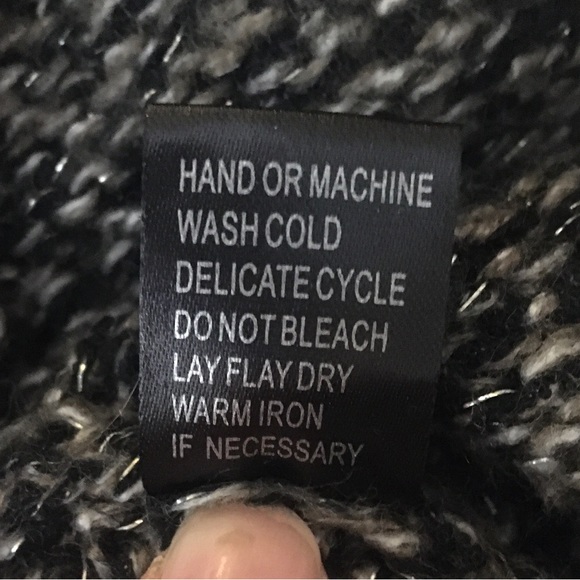 HAND OR MACHINE
WASH COLD
DELICATE CYCLE
DO NOT BLEACH
LAY FLAY DRY
WARM IRON
IF NECESSARY